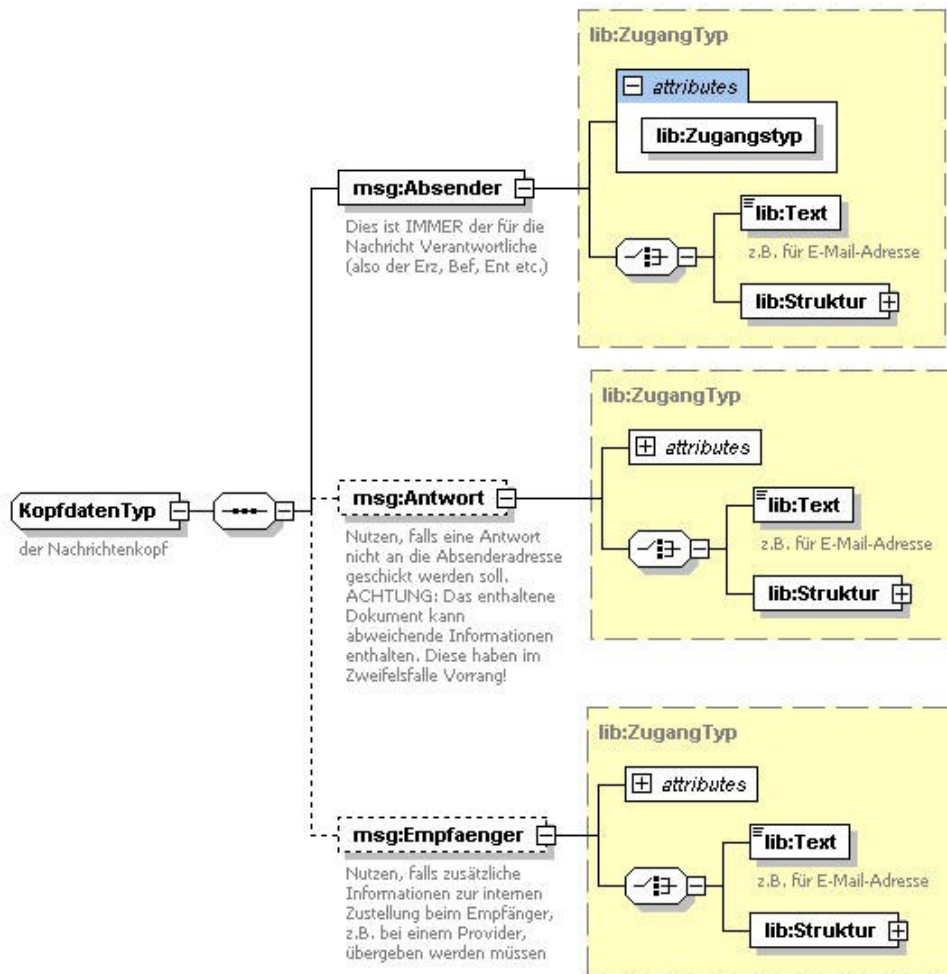 lib:ZugangTyp
attributes
lib:Zugangstyp
msg:Absender
Dies ist IMMER der für die
Nachricht Verantwortliche
(also der Erz, Bef, Ent etc.)
lib:Text
z.B. für E-Mail-Adresse
lib:Struktur
lib:ZugangTyp
attributes
KopfdatenTyp
der Nachrichtenkopf
msg:Antwort
Nutzen, falls eine Antwort
nicht an die Absenderadresse
geschickt werden soll.
ACHTUNG: Das enthaltene
Dokument kann
abweichende Informationen
enthalten. Diese haben im
Zweifelsfalle Vorrang!
lib:Text
z.B. für E-Mail-Adresse
lib:Struktur
lib:ZugangTyp
attributes
msg:Empfaenger
Nutzen, falls zusätzliche
Informationen zur internen
Zustellung beim Empfänger,
z.B. bei einem Provider,
übergeben werden müssen
lib:Text
z.B. für E-Mail-Adresse
lib:Struktur